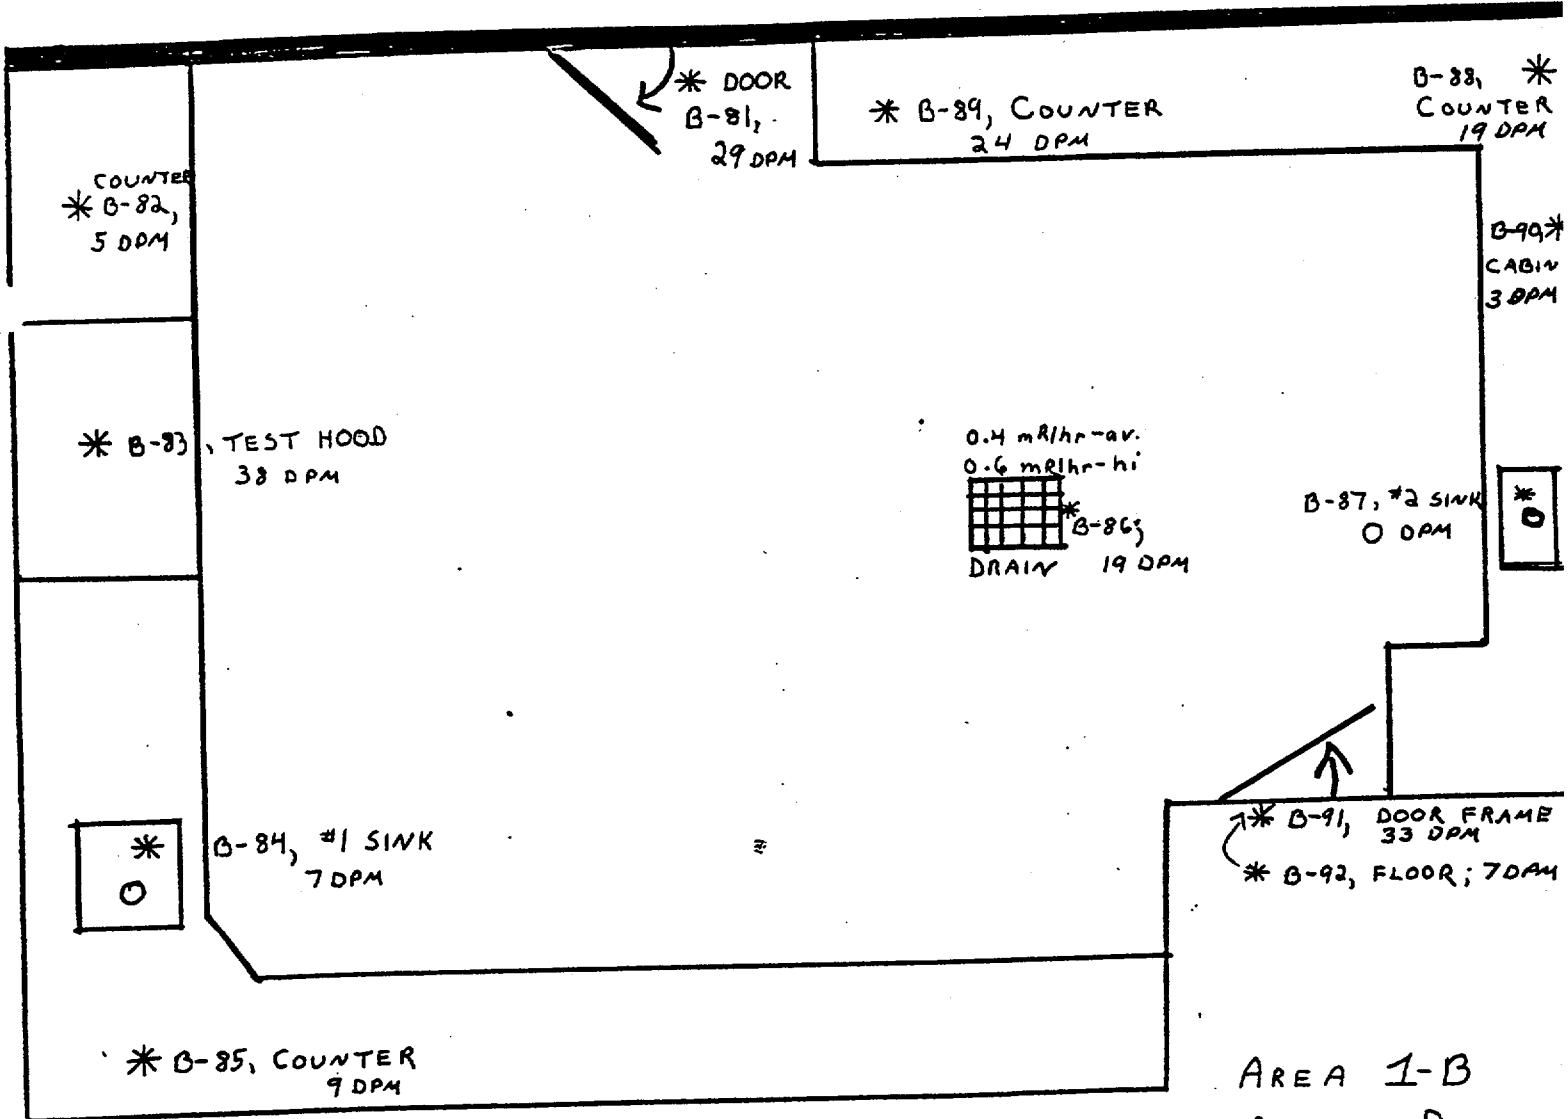 * DOOR
B-81,
29 DPM
* B-89, COUNTER
24 DPM
B-88, *
COUNTER
19 DPM
COUNTER
* B-82,
5 DPM
B-90, *
CABIN
3 DPM
* B-83, TEST HOOD
38 DPM
0.4 mR/hr-av.
0.6 mR/hr-hi
* B-86;
DRAIN 19 DPM
B-87, #2 SINK
0 DPM
*
* B-84, #1 SINK
7 DPM
* B-91, DOOR FRAME
33 DPM
* B-92, FLOOR; 7 DPM
* B-85, COUNTER
9 DPM
AREA 1-B